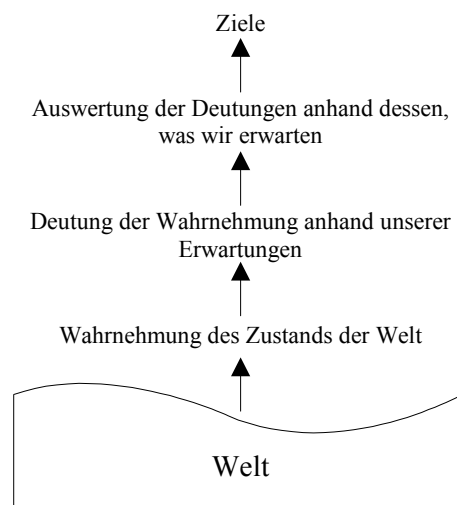 Ziele
Auswertung der Deutungen anhand dessen,
was wir erwarten
Deutung der Wahrnehmung anhand unserer
Erwartungen
Wahrnehmung des Zustands der Welt
Welt